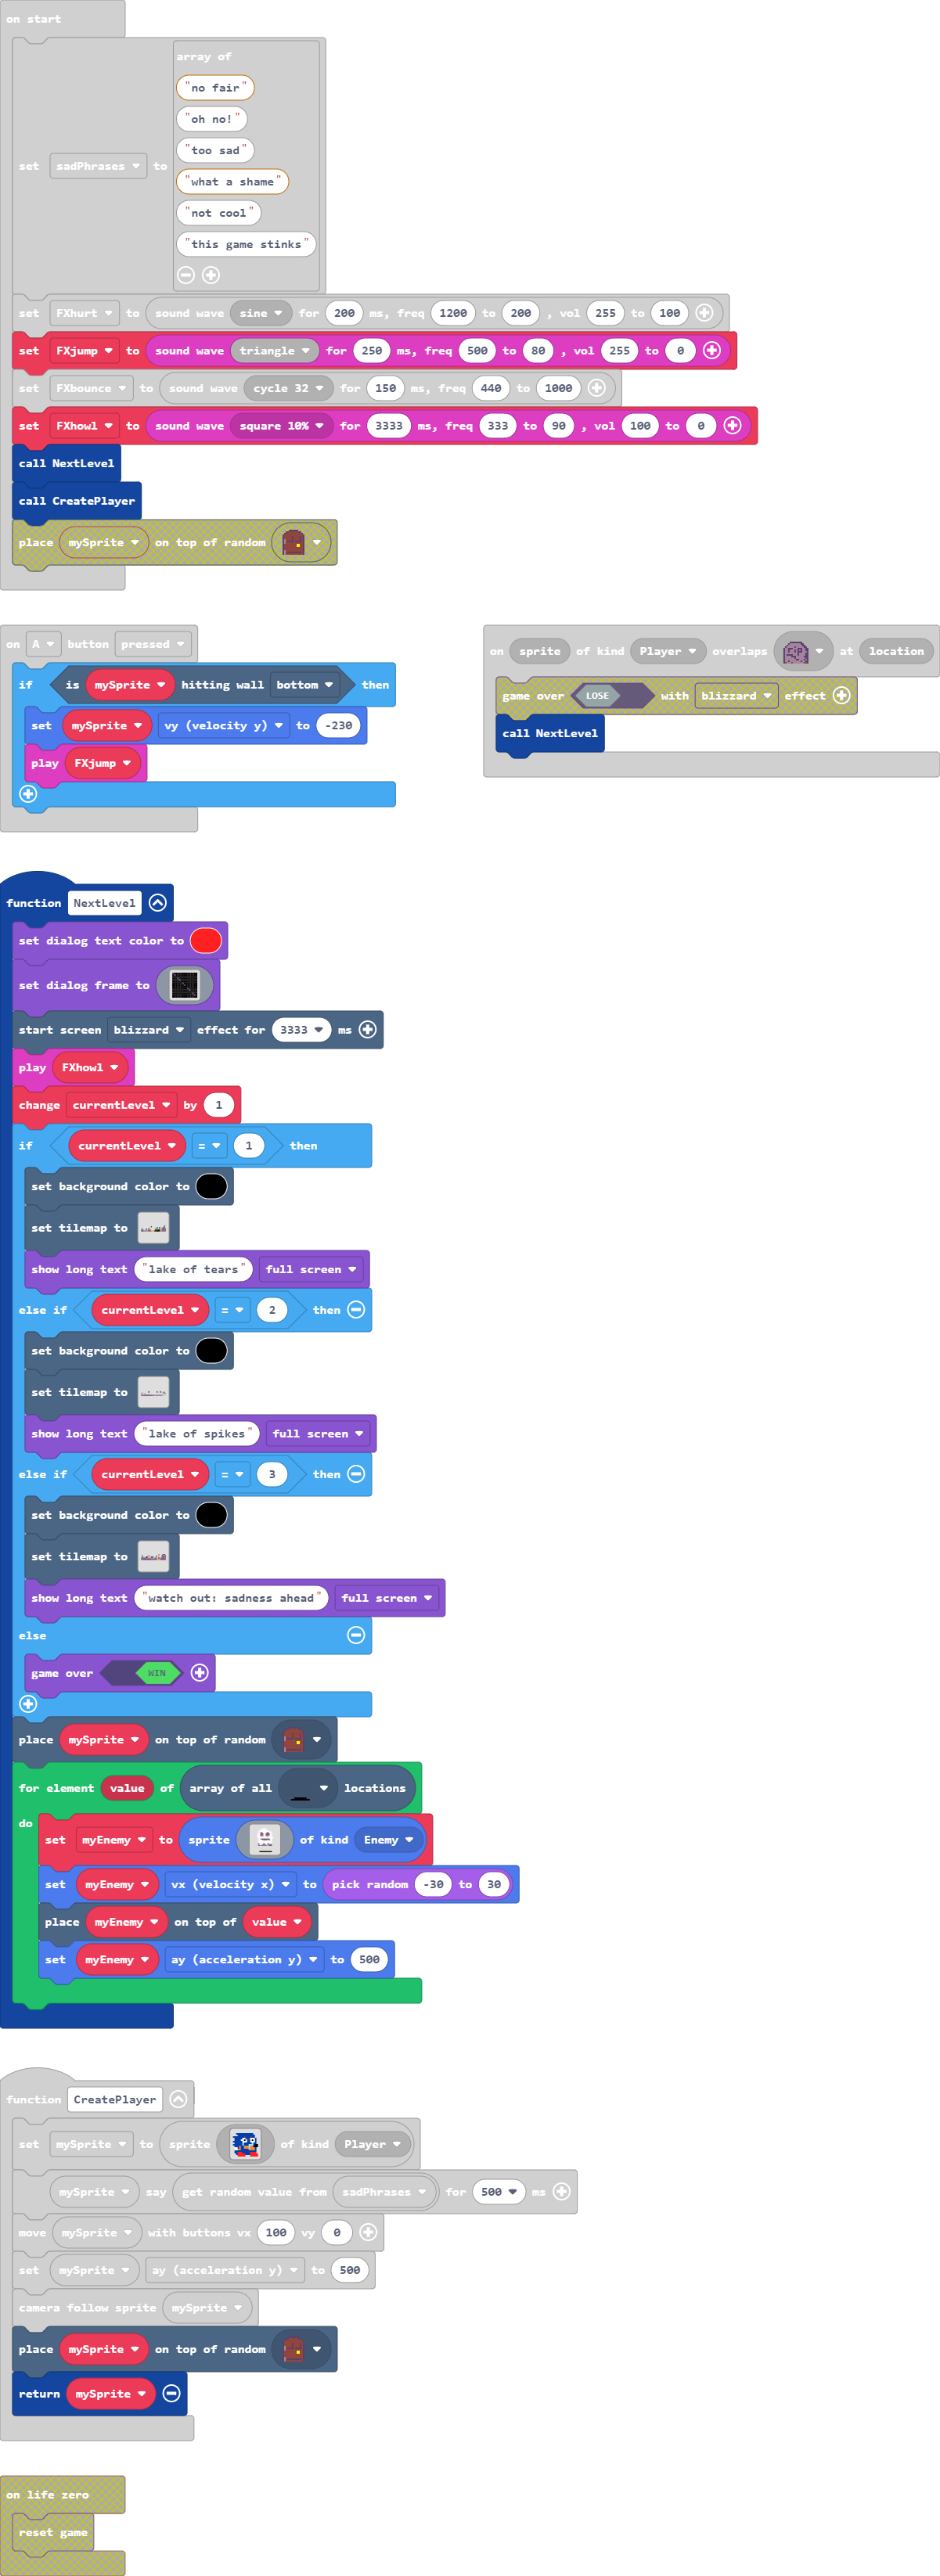 on start
array of
"no fair"
"oh no!"
"too sad"
set sadPhrases to
"what a shame"
"not cool"
"this game stinks"
set FXhurt to sound wave sine for 200 ms, freq 1200 to 200 , vol 255 to 100
set FXjump to sound wave triangle for 250 ms, freq 500 to 80 , vol 255 to 0
set FXbounce to sound wave cycle 32 for 150 ms, freq 440 to 1000
set FXhowl to sound wave square 10% for 3333 ms, freq 333 to 90 , vol 100 to 0
call NextLevel
call CreatePlayer
place mySprite on top of random
on A button pressed
if is mySprite hitting wall bottom then
set mySprite vy (velocity y) to -230
play FXjump
on sprite of kind Player overlaps at location
game over LOSE with blizzard effect
call NextLevel
function NextLevel
set dialog text color to
set dialog frame to
start screen blizzard effect for 3333 ms
play FXhowl
change currentLevel by 1
if currentLevel = 1 then
set background color to
set tilemap to
show long text "lake of tears" full screen
else if currentLevel = 2 then
set background color to
set tilemap to
show long text "lake of spikes" full screen
else if currentLevel = 3 then
set background color to
set tilemap to
show long text "watch out: sadness ahead" full screen
else
game over WIN
place mySprite on top of random
for element value of array of all locations
do
set myEnemy to sprite of kind Enemy
set myEnemy vx (velocity x) to pick random -30 to 30
place myEnemy on top of value
set myEnemy ay (acceleration y) to 500
function CreatePlayer
set mySprite to sprite of kind Player
mySprite say get random value from sadPhrases for 500 ms
move mySprite with buttons vx 100 vy 0
set mySprite ay (acceleration y) to 500
camera follow sprite mySprite
place mySprite on top of random
return mySprite
on life zero
reset game